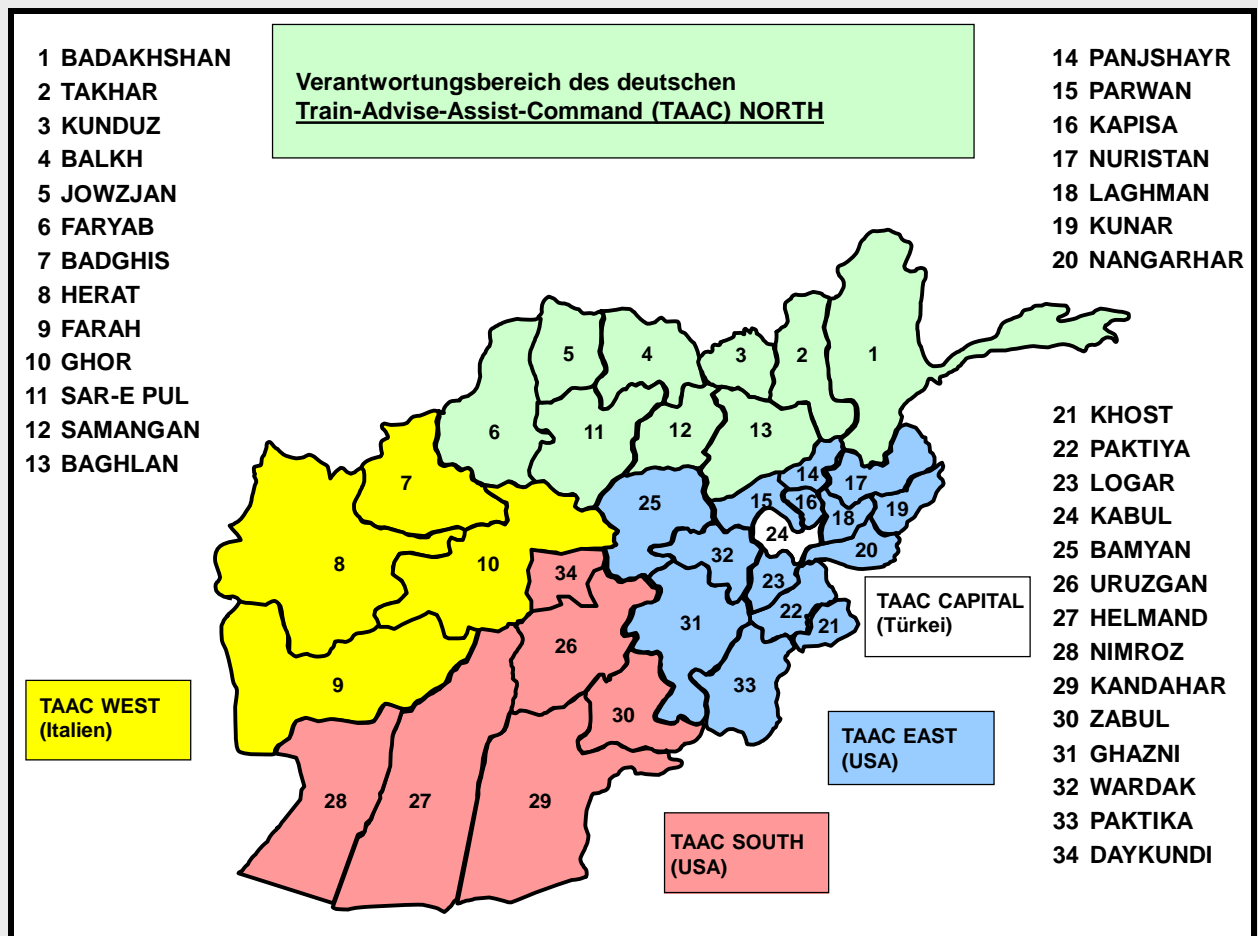 1 BADAKHSHAN
2 TAKHAR
3 KUNDUZ
4 BALKH
5 JOWZJAN
6 FARYAB
7 BADGHIS
8 HERAT
9 FARAH
10 GHOR
11 SAR-E PUL
12 SAMANGAN
13 BAGHLAN
Verantwortungsbereich des deutschen
Train-Advise-Assist-Command (TAAC) NORTH
14 PANJSHAYR
15 PARWAN
16 KAPISA
17 NURISTAN
18 LAGHMAN
19 KUNAR
20 NANGARHAR
21 KHOST
22 PAKTIYA
23 LOGAR
24 KABUL
25 BAMYAN
26 URUZGAN
27 HELMAND
28 NIMROZ
29 KANDAHAR
30 ZABUL
31 GHAZNI
32 WARDAK
33 PAKTIKA
34 DAYKUNDI
5
4
3
2
1
6
11
12
13
7
25
14
15
16
17
18
19
24
20
8
10
34
32
23
22
21
31
26
9
33
30
28
27
29
TAAC CAPITAL
(Türkei)
TAAC WEST
(Italien)
TAAC EAST
(USA)
TAAC SOUTH
(USA)